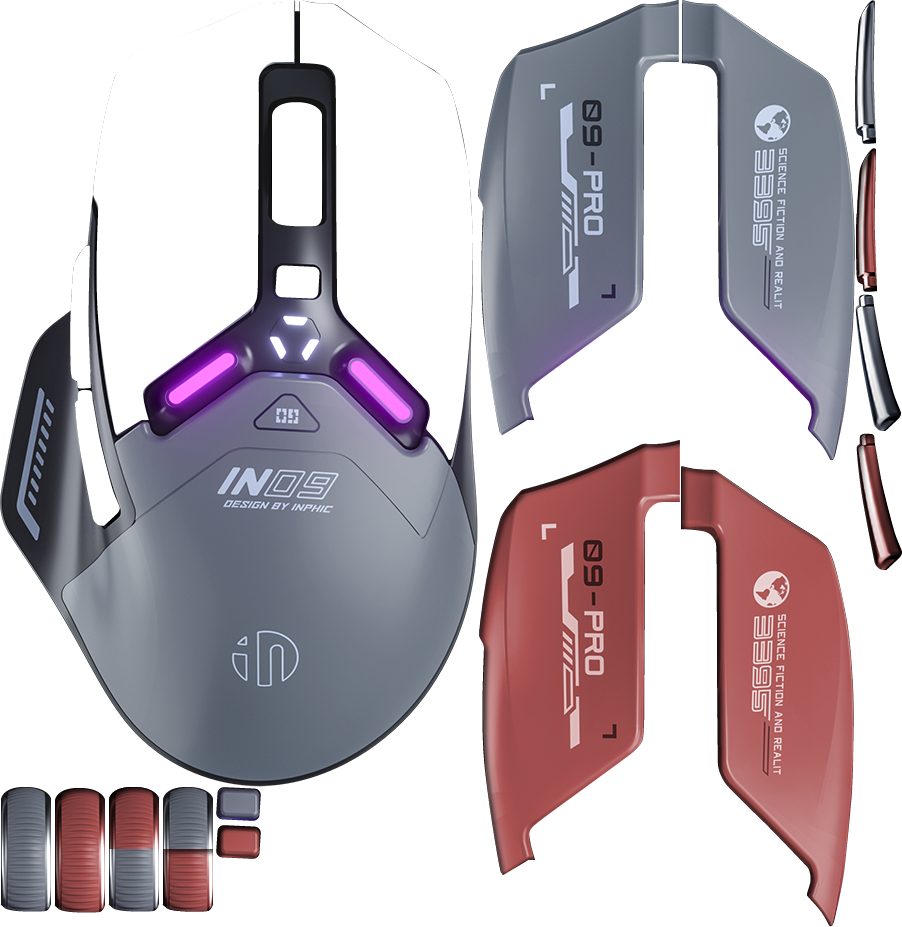 09
IN09
DESIGN BY INPHIC
in
09-PRO
SCIENCE FICTION AND REALIT
3395
09-PRO
SCIENCE FICTION AND REALIT
3395